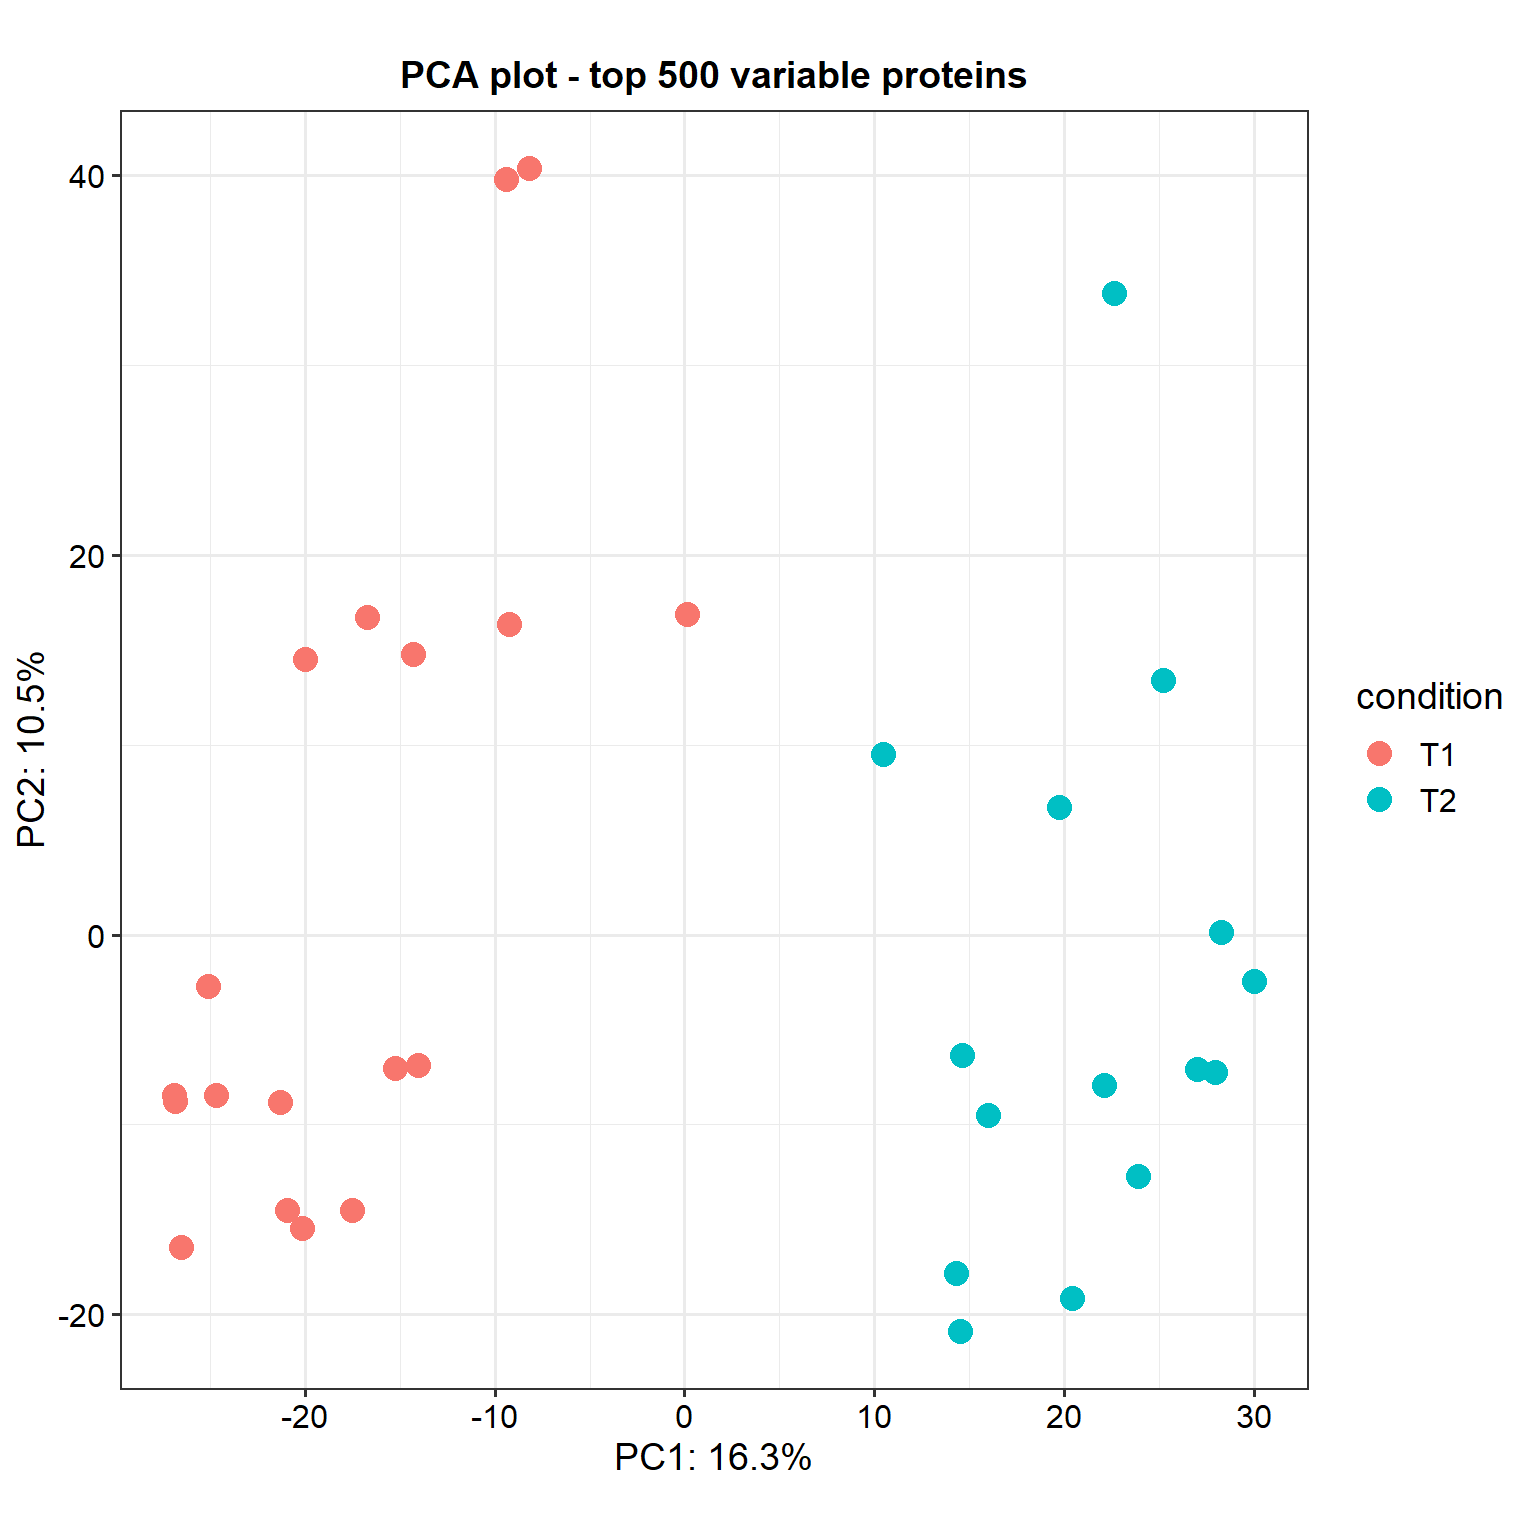 PCA plot - top 500 variable proteins
40
20
0
-20
PC2: 10.5%
-20 -10 0 10 20 30
PC1: 16.3%
condition
T1
T2